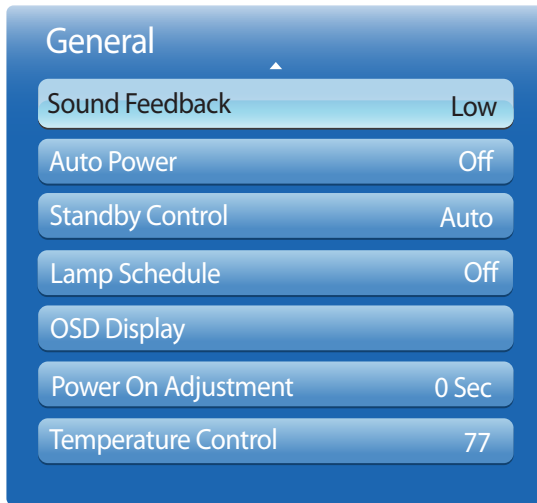 General
Sound Feedback Low
Auto Power Off
Standby Control Auto
Lamp Schedule Off
OSD Display
Power On Adjustment 0 Sec
Temperature Control 77